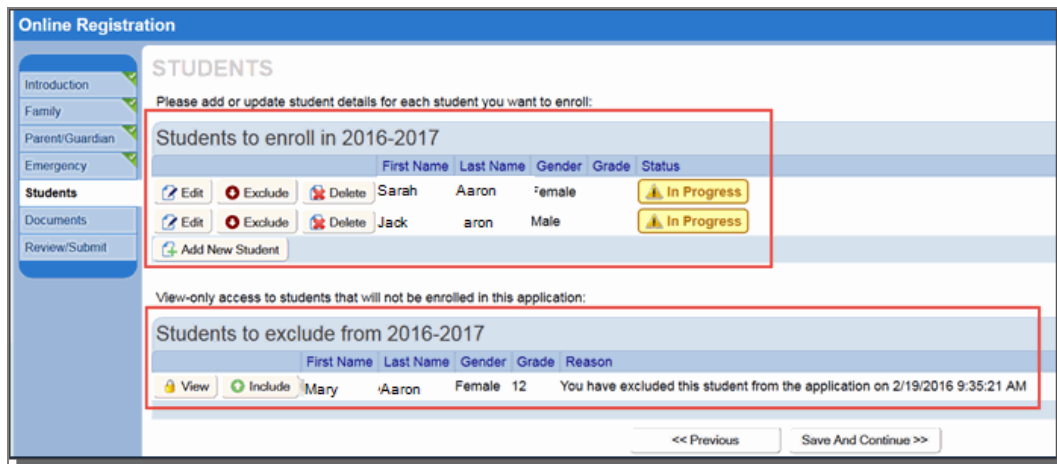 Online Registration
STUDENTS
Introduction
Family
Parent/Guardian
Emergency
Students
Documents
Review/Submit
Please add or update student details for each student you want to enroll:
Students to enroll in 2016-2017
First Name Last Name Gender Grade Status
Edit Exclude Delete Sarah Aaron Female In Progress
Edit Exclude Delete Jack aron Male In Progress
Add New Student
View-only access to students that will not be enrolled in this application:
Students to exclude from 2016-2017
First Name Last Name Gender Grade Reason
View Include Mary Aaron Female 12 You have excluded this student from the application on 2/19/2016 9:35:21 AM
<< Previous Save And Continue >>